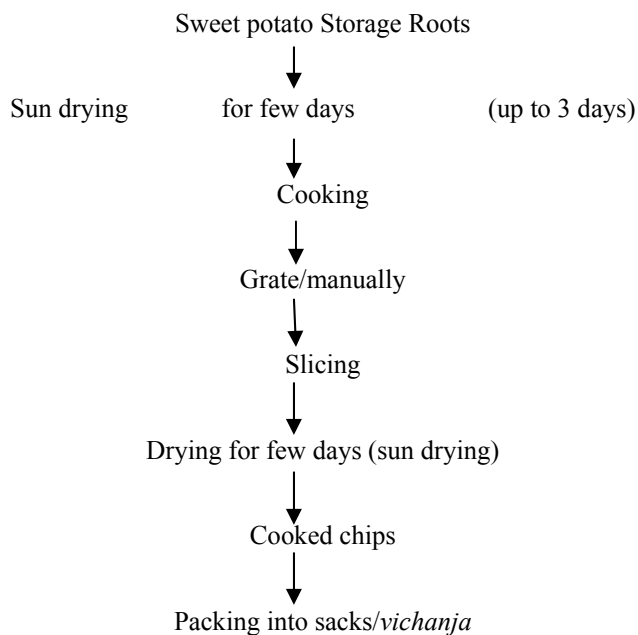 Sweet potato Storage Roots
Sun drying for few days (up to 3 days)
Cooking
Grate/manually
Slicing
Drying for few days (sun drying)
Cooked chips
Packing into sacks/vichanja